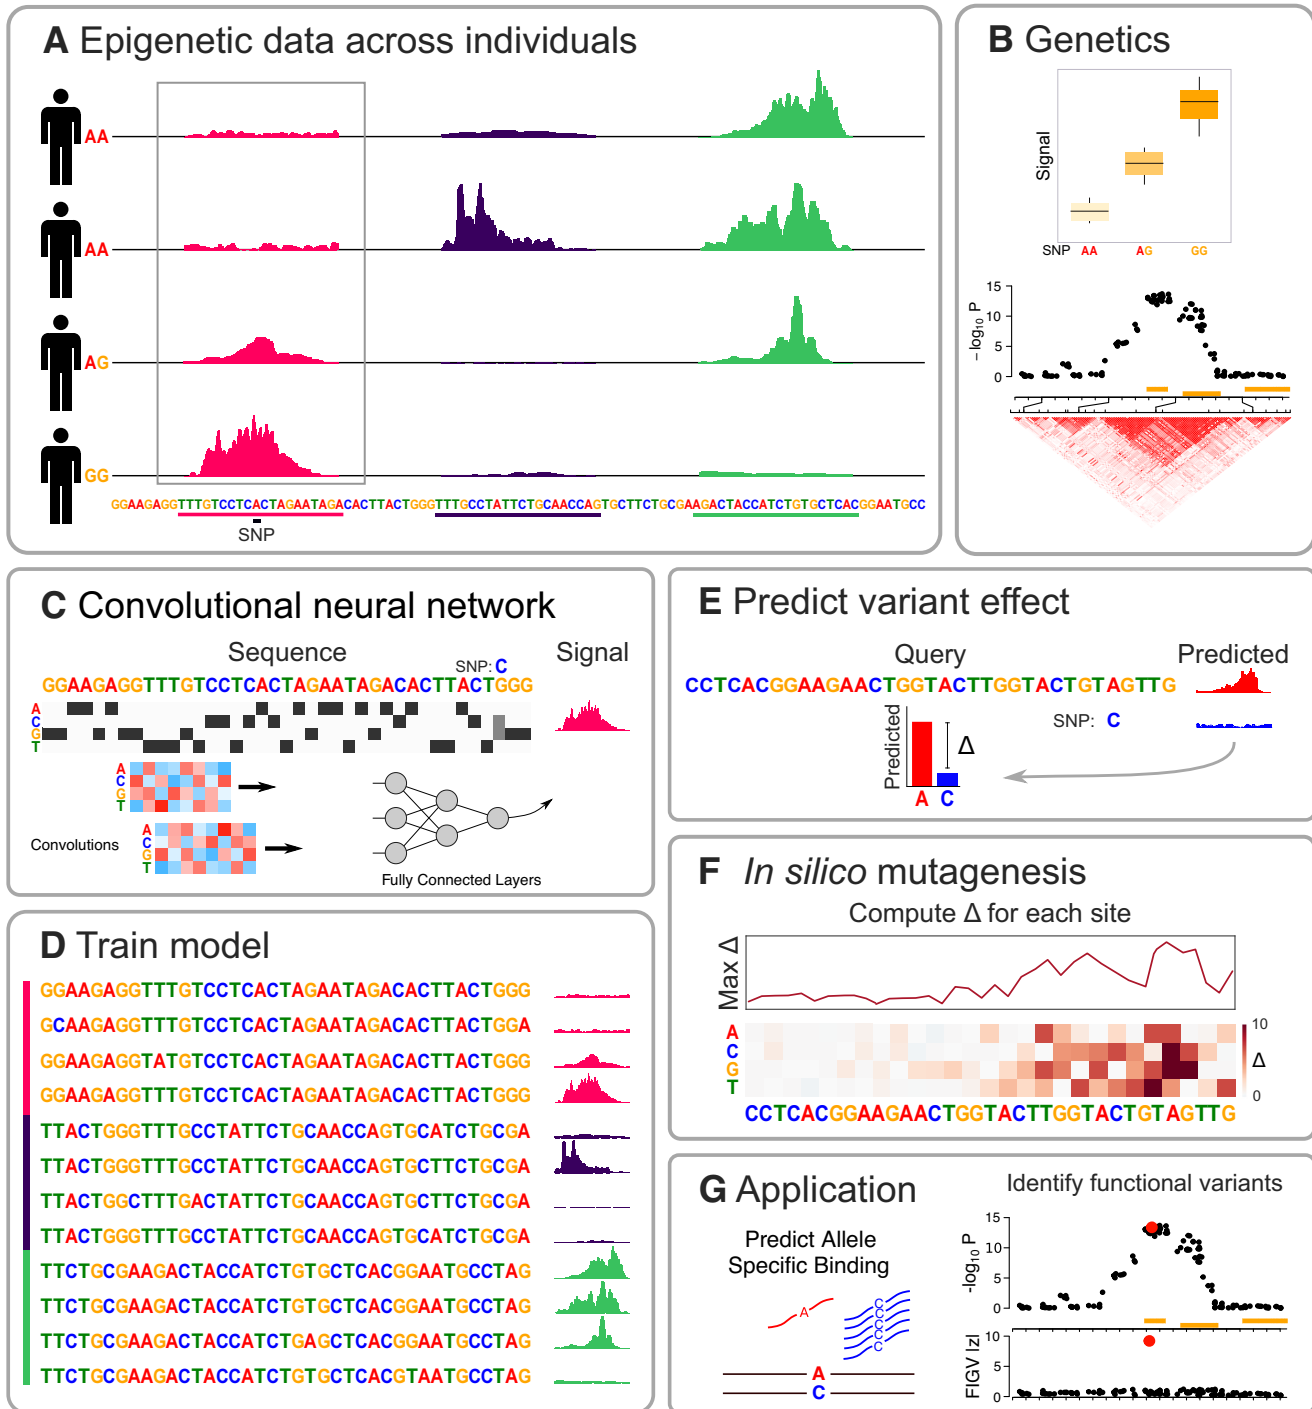 A Epigenetic data across individuals
AA
AA
AG
GG
GGAAGAGGTTTGTCCTCACTAGAATAGACACTTACTGGGTTTGCCTATTCTGCAACCAGTGCTTCTGCGAAGACTACCATCTGTGCTCACGGAATGCC
SNP
B Genetics
Signal
SNP AA AG GG
15
10
5
0
− log10 P
C Convolutional neural network
Sequence
Signal
SNP: C
GGAAGAGGTTTGTCCTCACTAGAATAGACACTTACTGGG
A
C
G
T
A
C
G
T
Convolutions
A
C
G
T
Fully Connected Layers
D Train model
GGAAGAGGTTTGTCCTCACTAGAATAGACACTTACTGGG
GCAAGAGGTTTGTCCTCACTAGAATAGACACTTACTGGA
GGAAGAGGTATGTCCTCACTAGAATAGACACTTACTGGG
GGAAGAGGTTTGTCCTCACTAGAATAGACACTTACTGGG
TTACTGGGTTTGCCTATTCTGCAACCAGTGCATCTGCGA
TTACTGGGTTTGCCTATTCTGCAACCAGTGCTTCTGCGA
TTACTGGCTTTGACTATTCTGCAACCAGTGCTTCTGCGA
TTACTGGGTTTGCCTATTCTGCAACCAGTGCATCTGCGA
TTCTGCGAAGACTACCATCTGTGCTCACGGAATGCCTAG
TTCTGCGAAGACTACCATCTGTGCTCACGGAATGCCTAG
TTCTGCGAAGACTACCATCTGAGCTCACGGAATGCCTAG
TTCTGCGAAGACTACCATCTGTGCTCACGTAATGCCTAG
E Predict variant effect
Query
Predicted
CCTCACGGAAGAACTGGTACTTGGTACTGTAGTTG
SNP: C
Predicted
Δ
A C
F In silico mutagenesis
Compute Δ for each site
Max Δ
A
C
G
T
10
Δ
0
CCTCACGGAAGAACTGGTACTTGGTACTGTAGTTG
G Application
Predict Allele
Specific Binding
A
C
C
C
C
C
A
C
Identify functional variants
15
10
5
0
-log10 P
10
5
0
FIGV |z|